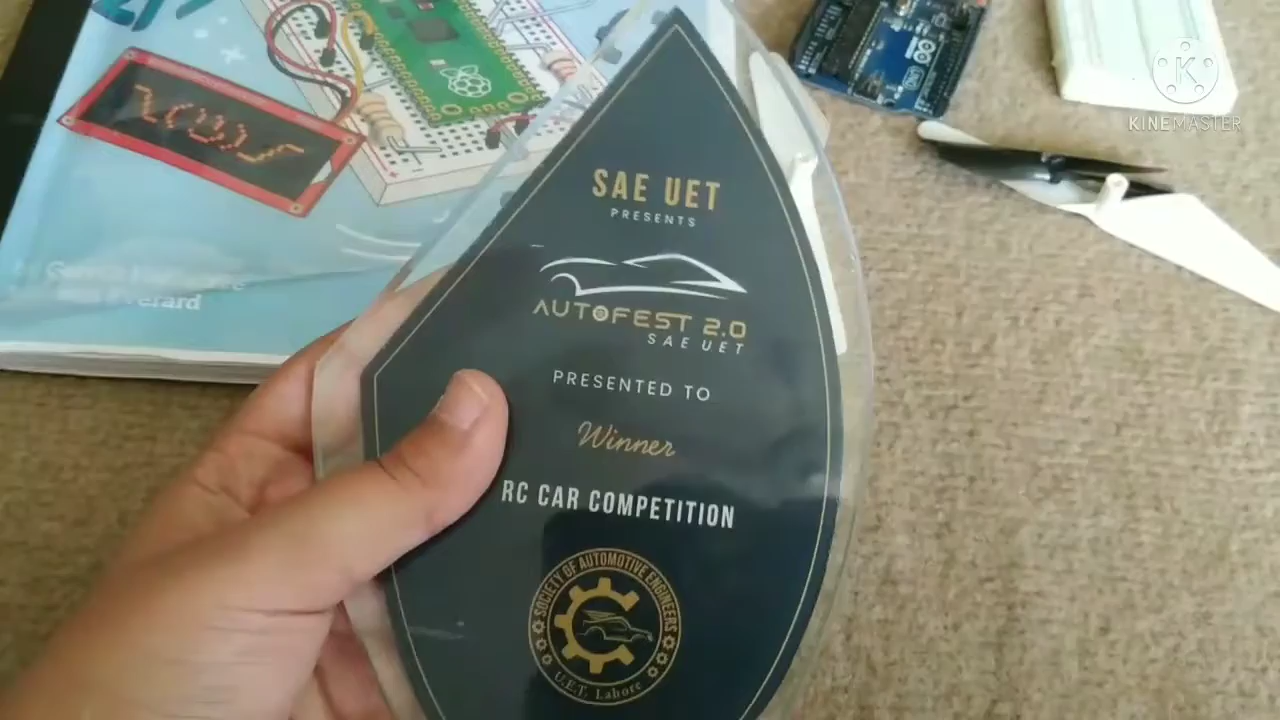 SAE UET
PRESENTS
AUTOFEST 2.0
SAE UET
PRESENTED TO
Winner
RC CAR COMPETITION
SOCIETY OF AUTOMOTIVE ENGINEERS
U.E.T. Lahore
K
KINEMASTER